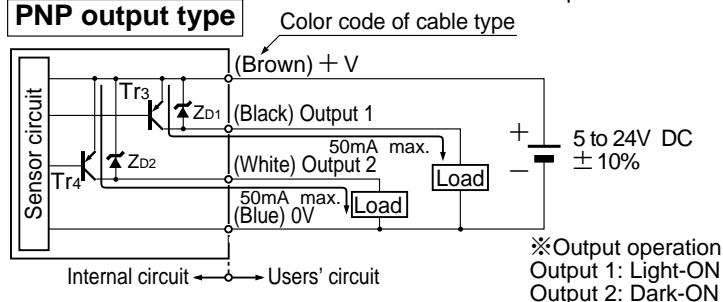 PNP output type
Color code of cable type
(Brown) + V
Tr3
ZD1
(Black) Output 1
50mA max.
Load
Sensor circuit
ZD2
Tr4
(White) Output 2
50mA max.
Load
(Blue) 0V
+
5 to 24V DC
± 10%
−
Internal circuit
Users' circuit
※Output operation
Output 1: Light-ON
Output 2: Dark-ON